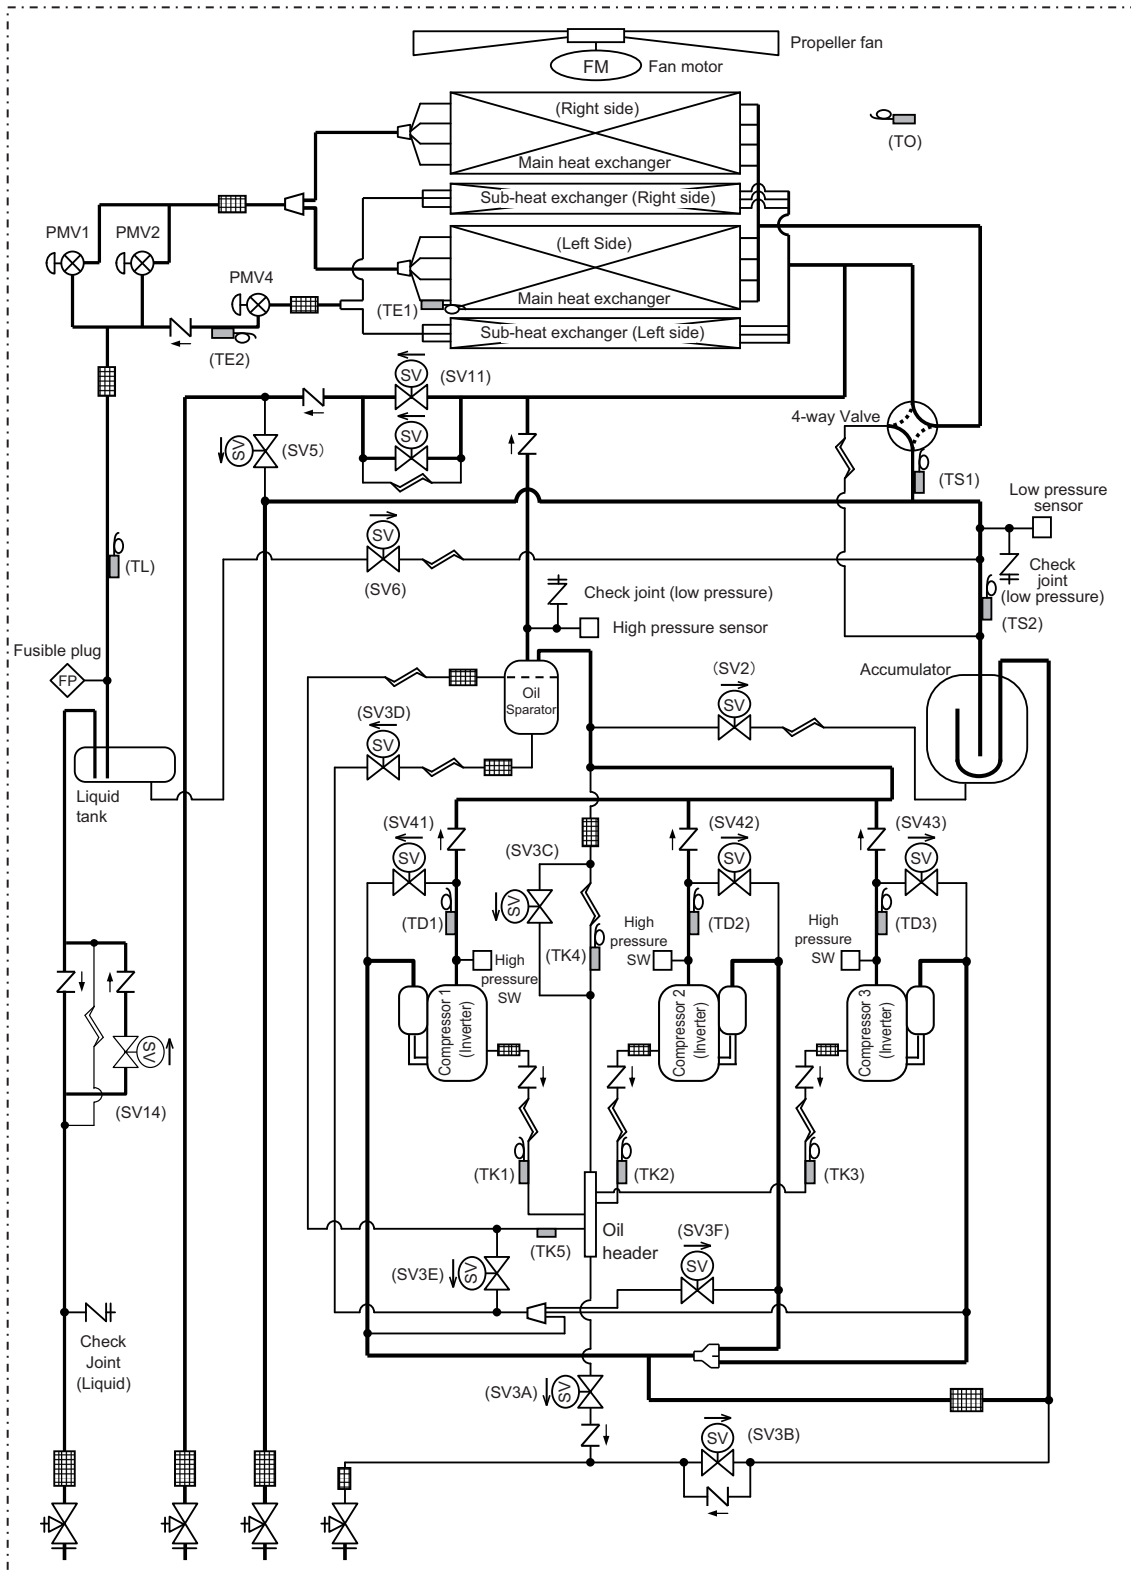 Propeller fan
FM
Fan motor
(Right side)
Main heat exchanger
(TO)
Sub-heat exchanger (Right side)
PMV1
PMV2
(Left Side)
PMV4
Main heat exchanger
(TE1)
Sub-heat exchanger (Left side)
(TE2)
SV
(SV11)
4-way Valve
SV
SV
(SV5)
(TS1)
Low pressure
sensor
SV
(TL)
(SV6)
Check
joint
(low pressure)
Check joint (low pressure)
(TS2)
High pressure sensor
Fusible plug
FP
Oil
Sparator
(SV2)
SV
Accumulator
(SV3D)
SV
Liquid
tank
(SV41)
SV
(SV3C)
SV
(SV42)
SV
(SV43)
SV
(TD1)
(TK4)
High
pressure
SW
(TD2)
High
pressure
SW
(TD3)
High
pressure
SW
Compressor 1
(Inverter)
Compressor 2
(Inverter)
Compressor 3
(Inverter)
SV
(SV14)
(TK1)
(TK2)
(TK3)
Oil
header
(TK5)
(SV3E)
SV
(SV3F)
SV
Check
Joint
(Liquid)
(SV3A)
SV
SV
(SV3B)